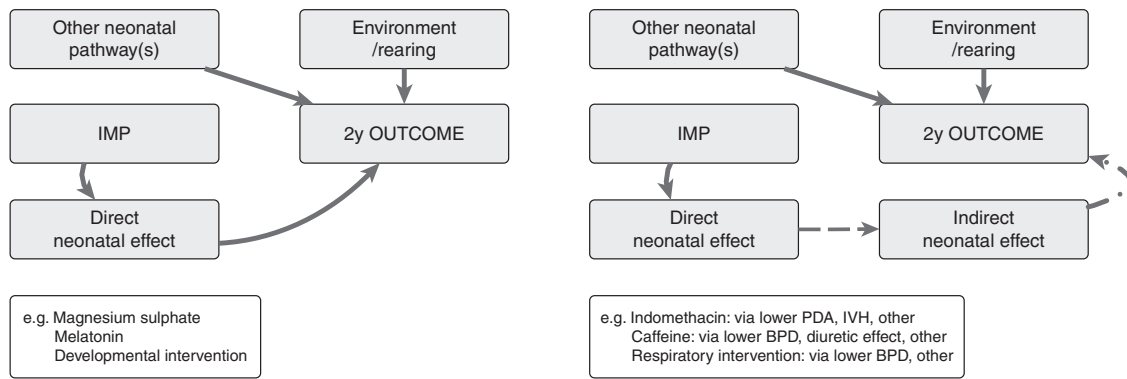 Other neonatal
pathway(s)
Environment
/rearing
IMP
2y OUTCOME
Direct
neonatal effect
e.g. Magnesium sulphate
Melatonin
Developmental intervention
Other neonatal
pathway(s)
Environment
/rearing
IMP
2y OUTCOME
Direct
neonatal effect
Indirect
neonatal effect
e.g. Indomethacin: via lower PDA, IVH, other
Caffeine: via lower BPD, diuretic effect, other
Respiratory intervention: via lower BPD, other